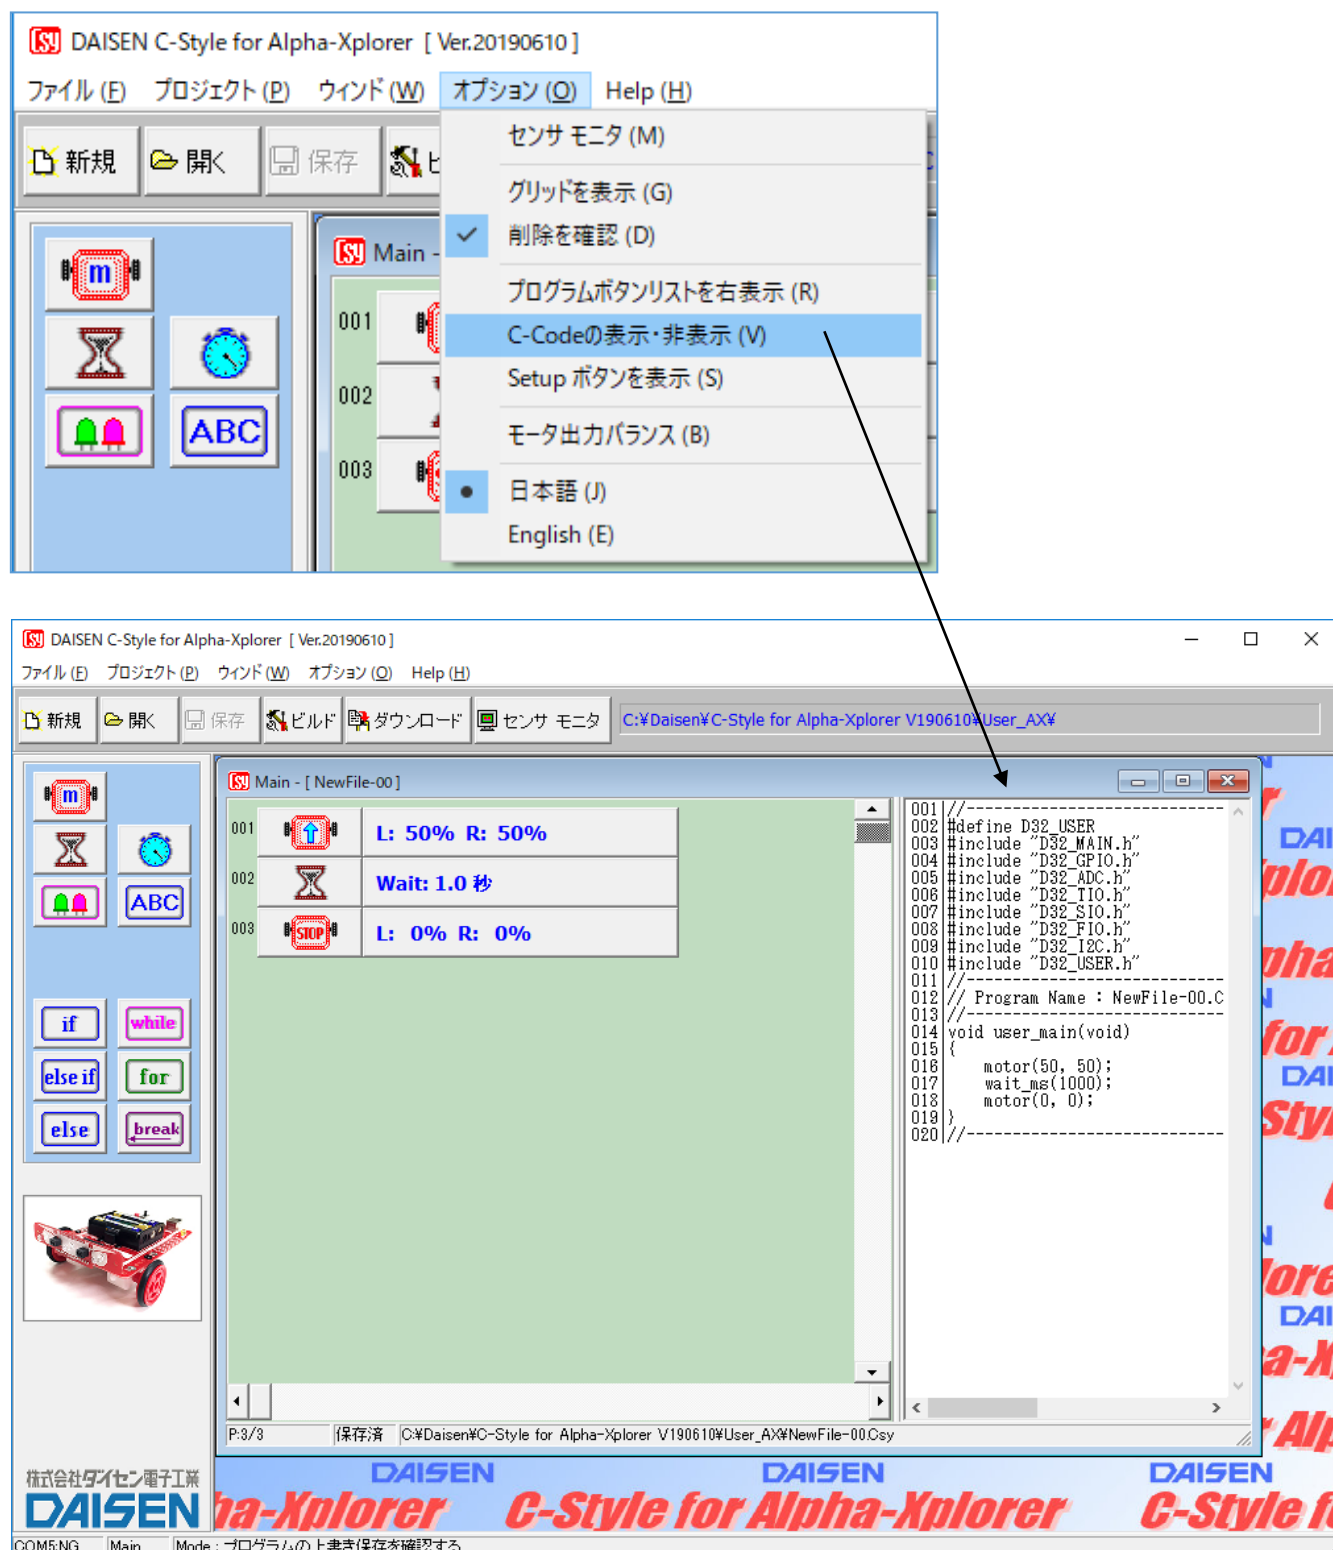 DAISEN C-Style for Alpha-Xplorer [ Ver.20190610 ]
ファイル (F) プロジェクト (P) ウィンド (W) オプション (O) Help (H)
新規 開く 保存 ビ
センサ モニタ (M)
グリッドを表示 (G)
削除を確認 (D)
プログラムボタンリストを右表示 (R)
C-Codeの表示・非表示 (V)
Setup ボタンを表示 (S)
モータ出力バランス (B)
日本語 (J)
English (E)
m
ABC
Main -
001
002
003
DAISEN C-Style for Alpha-Xplorer [ Ver.20190610 ]
ファイル (F) プロジェクト (P) ウィンド (W) オプション (O) Help (H)
新規 開く 保存 ビルド ダウンロード センサ モニタ C:¥Daisen¥C-Style for Alpha-Xplorer V190610¥User_AX¥
m
ABC
if while
else if for
else break
Main - [ NewFile-00 ]
001 L: 50% R: 50%
002 Wait: 1.0 秒
003 STOP L: 0% R: 0%
001 //----------------------------
002 #define D32_USER
003 #include "D32_MAIN.h"
004 #include "D32_GPIO.h"
005 #include "D32_ADC.h"
006 #include "D32_TIO.h"
007 #include "D32_SIO.h"
008 #include "D32_FIO.h"
009 #include "D32_I2C.h"
010 #include "D32_USER.h"
011 //----------------------------
012 // Program Name : NewFile-00.C
013 //----------------------------
014 void user_main(void)
015 {
016 motor(50, 50);
017 wait_ms(1000);
018 motor(0, 0);
019 }
020 //----------------------------
P:3/3 保存済 C:¥Daisen¥C-Style for Alpha-Xplorer V190610¥User_AX¥NewFile-00.Csy
株式会社ダイセン電子工業
DAISEN
DAISEN DAISEN DAISEN
ha-Xplorer C-Style for Alpha-Xplorer C-Style f
COM5:NG Main Mode : プログラムの上書き保存を確認する